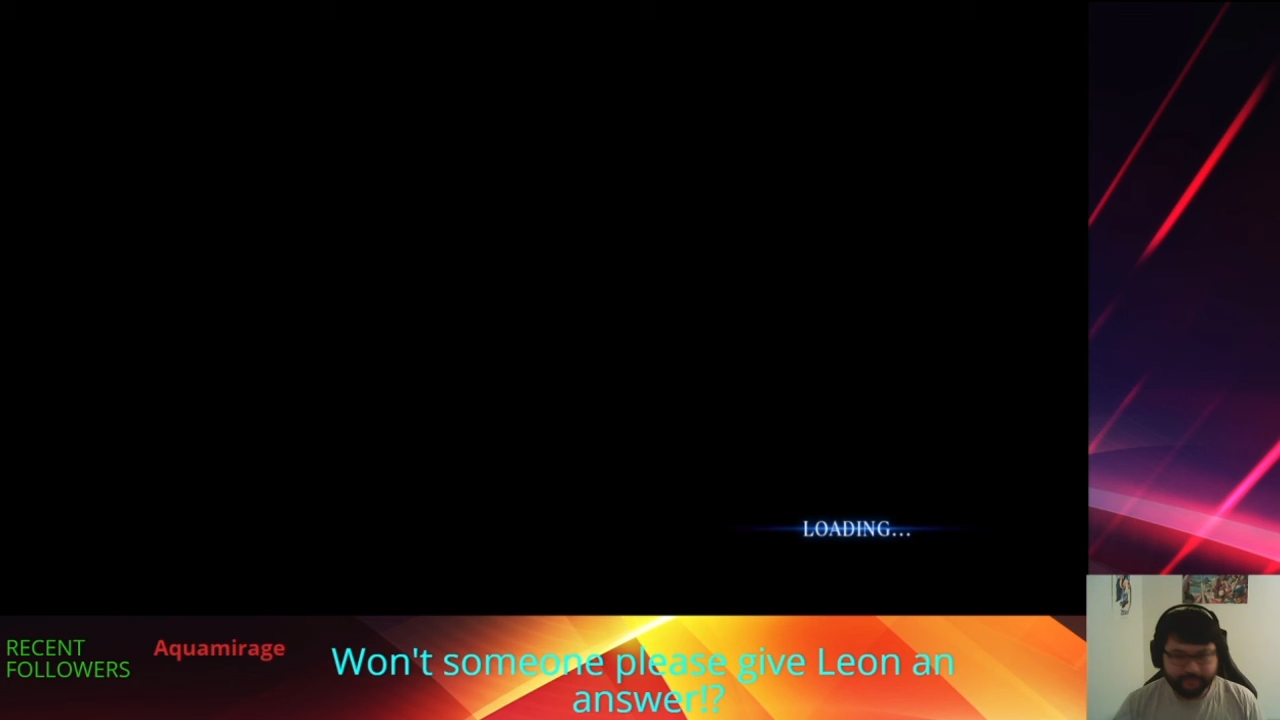 LOADING...
RECENT
FOLLOWERS
Aquamirage
Won't someone please give Leon an
answer!?